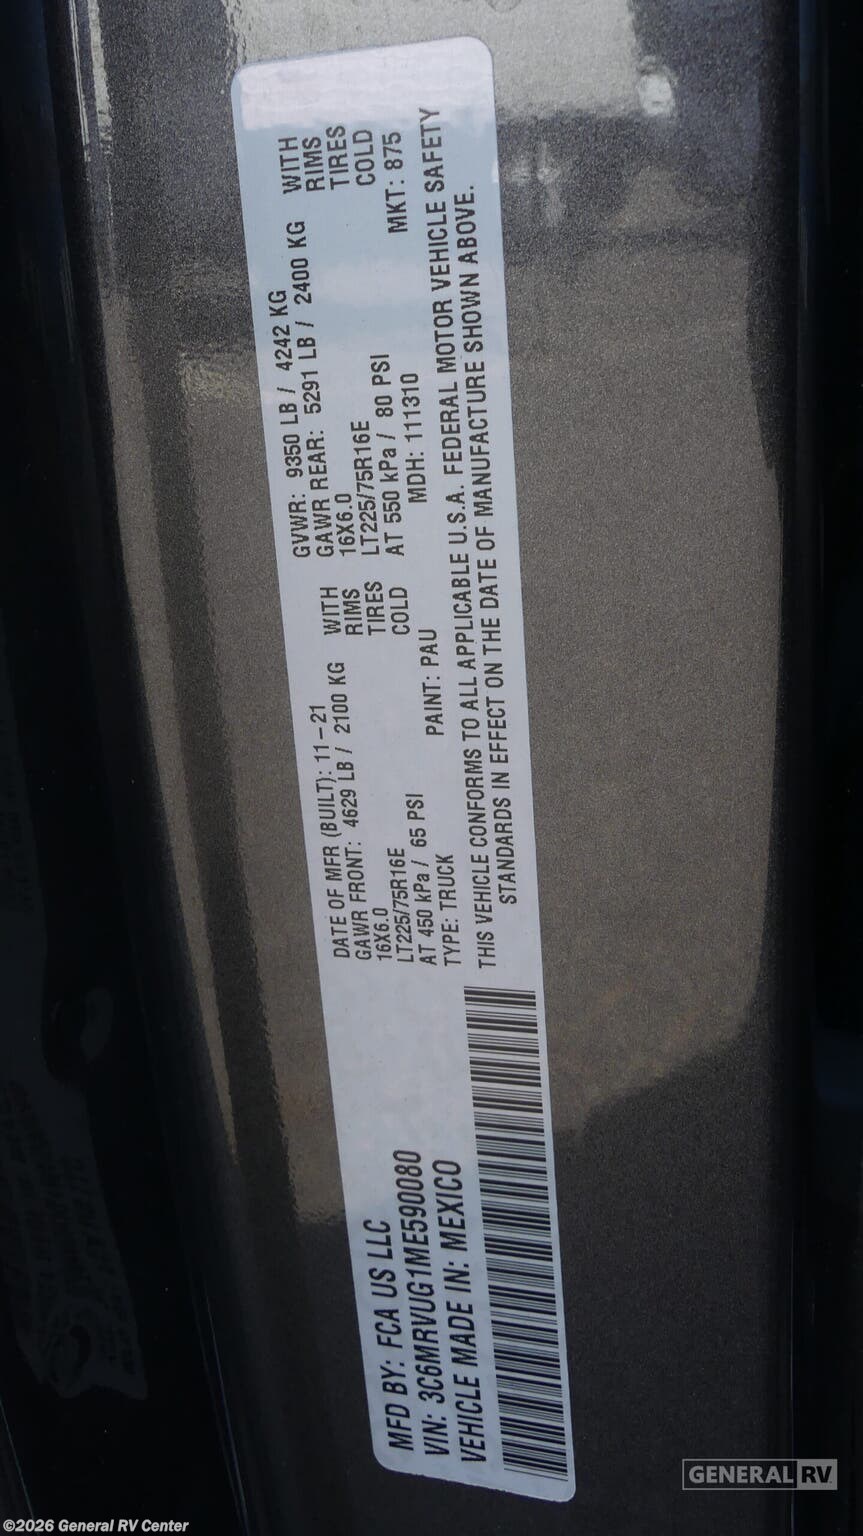 MFD BY: FCA US LLC
VIN: 3C6MRVUG1ME590080
VEHICLE MADE IN: MEXICO
DATE OF MFR (BUILT): 11-21
GVWR: 9350 LB / 4242 KG
GAWR FRONT: 4629 LB / 2100 KG WITH
GAWR REAR: 5291 LB / 2400 KG WITH
16X6.0 RIMS
16X6.0 RIMS
LT225/75R16E TIRES
LT225/75R16E TIRES
AT 450 kPa / 65 PSI COLD
AT 550 kPa / 80 PSI COLD
TYPE: TRUCK PAINT: PAU MDH: 111310 MKT: 875
THIS VEHICLE CONFORMS TO ALL APPLICABLE U.S.A. FEDERAL MOTOR VEHICLE SAFETY
STANDARDS IN EFFECT ON THE DATE OF MANUFACTURE SHOWN ABOVE.
GENERAL RV
©2026 General RV Center